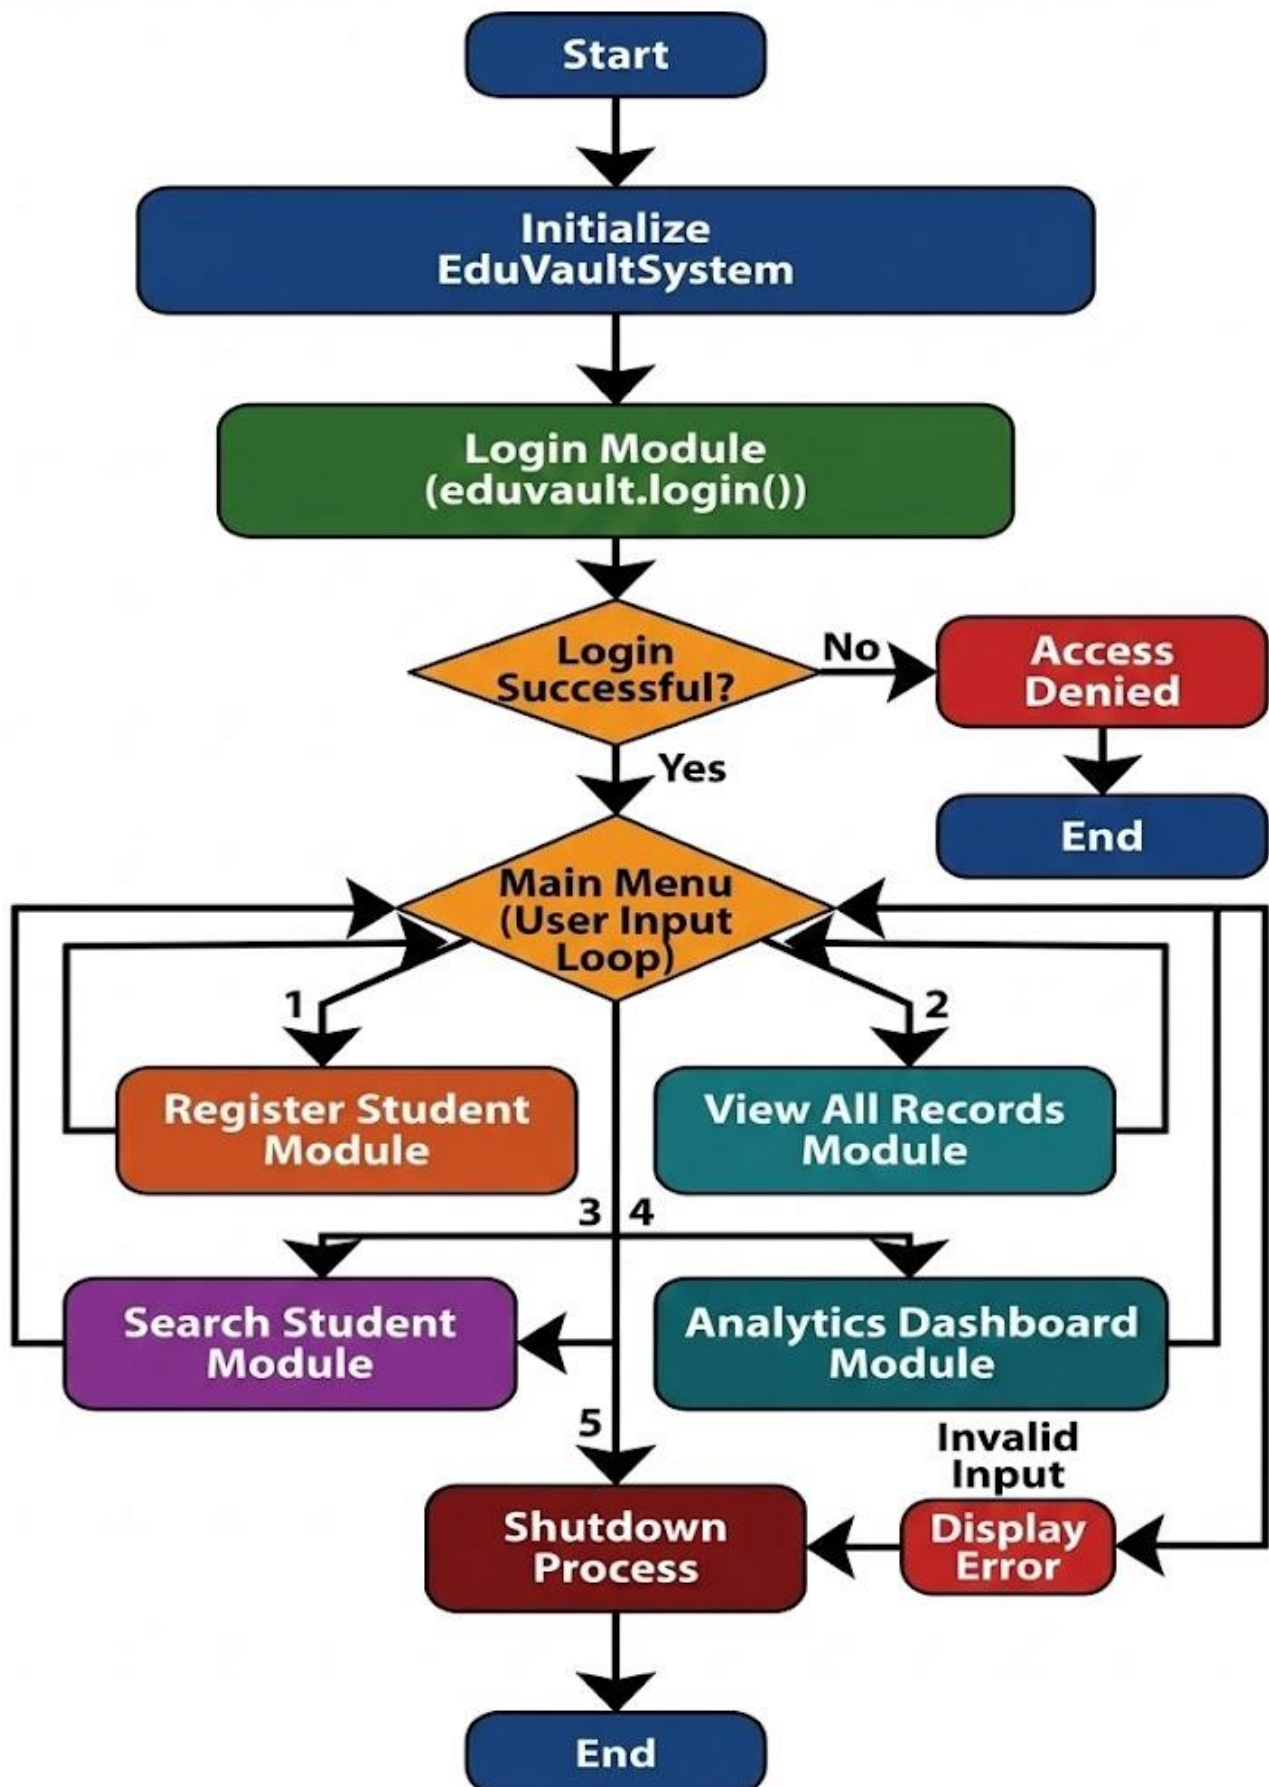 Start
Initialize
EduVaultSystem
Login Module
(eduvault.login())
Login
Successful?
No
Access
Denied
Yes
End
Main Menu
(User Input
Loop)
1
2
Register Student
Module
View All Records
Module
3
4
Search Student
Module
Analytics Dashboard
Module
5
Invalid
Input
Shutdown
Process
Display
Error
End